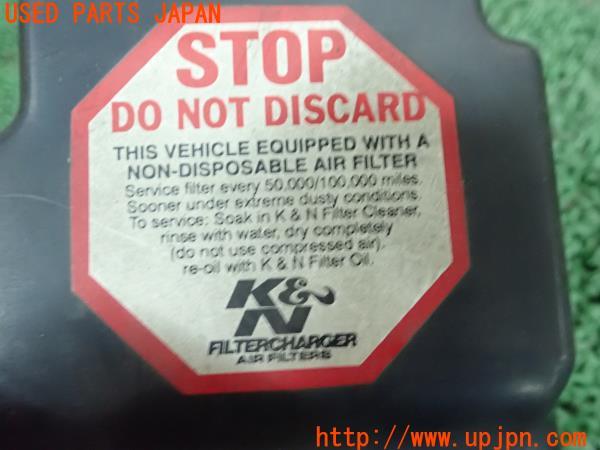 USED PARTS JAPAN
STOP
DO NOT DISCARD
THIS VEHICLE EQUIPPED WITH A
NON-DISPOSABLE AIR FILTER
Service filter every 50,000/100,000 miles.
Sooner under extreme dusty conditions.
To service: Soak in K & N Filter Cleaner,
rinse with water, dry completely
(do not use compressed air).
re-oil with K & N Filter Oil.
K&N
FILTERCHARGER
AIR FILTERS
http://www.upjpn.com/